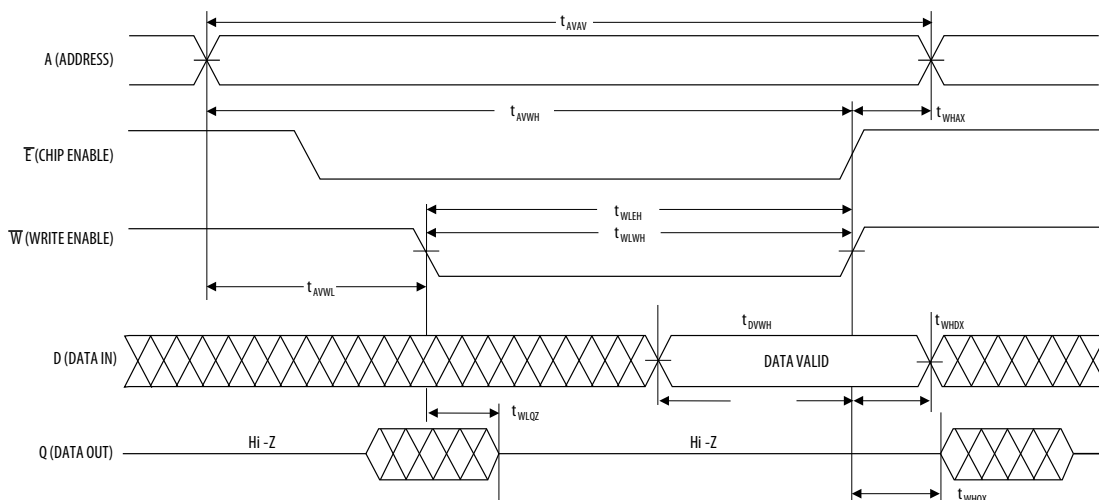 tAVAV
A (ADDRESS)
tAVWH
tWHAX
E (CHIP ENABLE)
tWLEH
tWLWH
W (WRITE ENABLE)
tAVWL
tDVWH
tWHDX
D (DATA IN)
DATA VALID
tWLQZ
Hi -Z
Hi -Z
Q (DATA OUT)
tWHQX